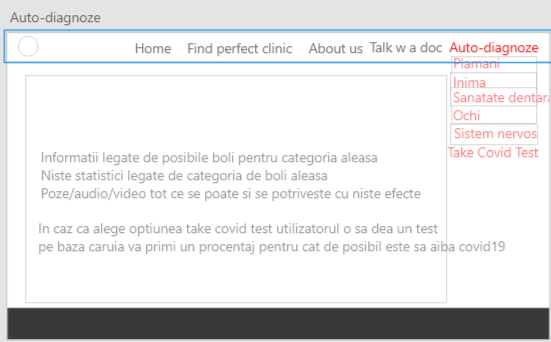 Auto-diagnoze
Home Find perfect clinic About us Talk w a doc Auto-diagnoze
Plamani
Inima
Sanatate dentara
Ochi
Sistem nervos
Take Covid Test
Informatii legate de posibile boli pentru categoria aleasa
Niste statistici legate de categoria de boli aleasa
Poze/audio/video tot ce se poate si se potriveste cu niste efecte
In caz ca alege optiunea take covid test utilizatorul o sa dea un test
pe baza caruia va primi un procentaj pentru cat de posibil este sa aiba covid19